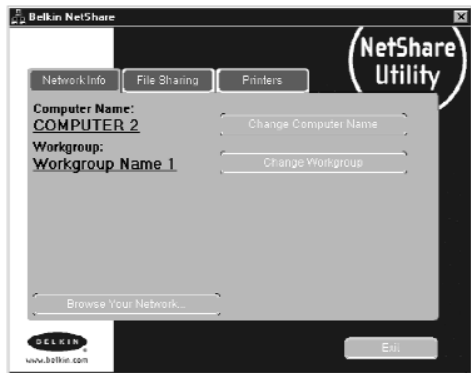 Belkin NetShare
NetShare
Utility
Network Info
File Sharing
Printers
Computer Name:
COMPUTER 2
Change Computer Name
Workgroup:
Workgroup Name 1
Change Workgroup
Browse Your Network...
BELKIN
www.belkin.com
Exit